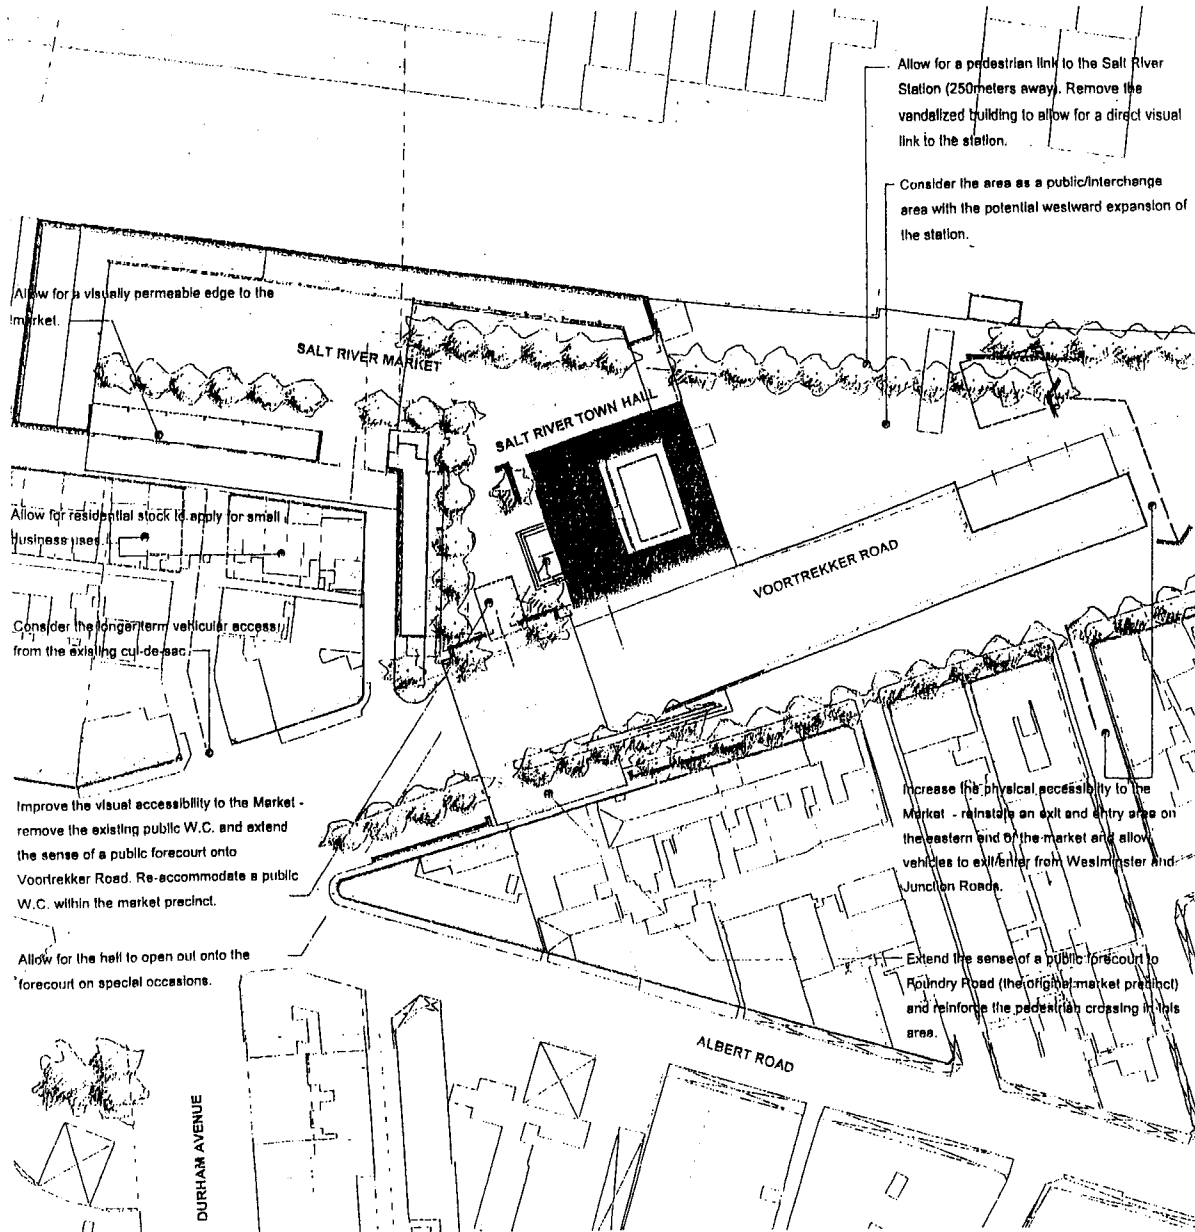 Allow for a pedestrian link to the Salt River
Station (250meters away). Remove the
vandalized building to allow for a direct visual
link to the station.
Consider the area as a public/interchange
area with the potential westward expansion of
the station.
Allow for a visually permeable edge to the
market.
SALT RIVER MARKET
SALT RIVER TOWN HALL
Allow for residential stock to apply for small
business uses.
VOORTREKKER ROAD
Consider the longer term vehicular access
from the existing cul-de-sac.
Improve the visual accessibility to the Market -
remove the existing public W.C. and extend
the sense of a public forecourt onto
Voortrekker Road. Re-accommodate a public
W.C. within the market precinct.
Allow for the hall to open out onto the
forecourt on special occasions.
Increase the physical accessibility to the
Market - reinstate an exit and entry area on
the eastern end of the market and allow
vehicles to exit/enter from Westminster and
Junction Roads.
Extend the sense of a public forecourt to
Foundry Road (the original market precinct)
and reinforce the pedestrian crossing in this
area.
ALBERT ROAD
DURHAM AVENUE